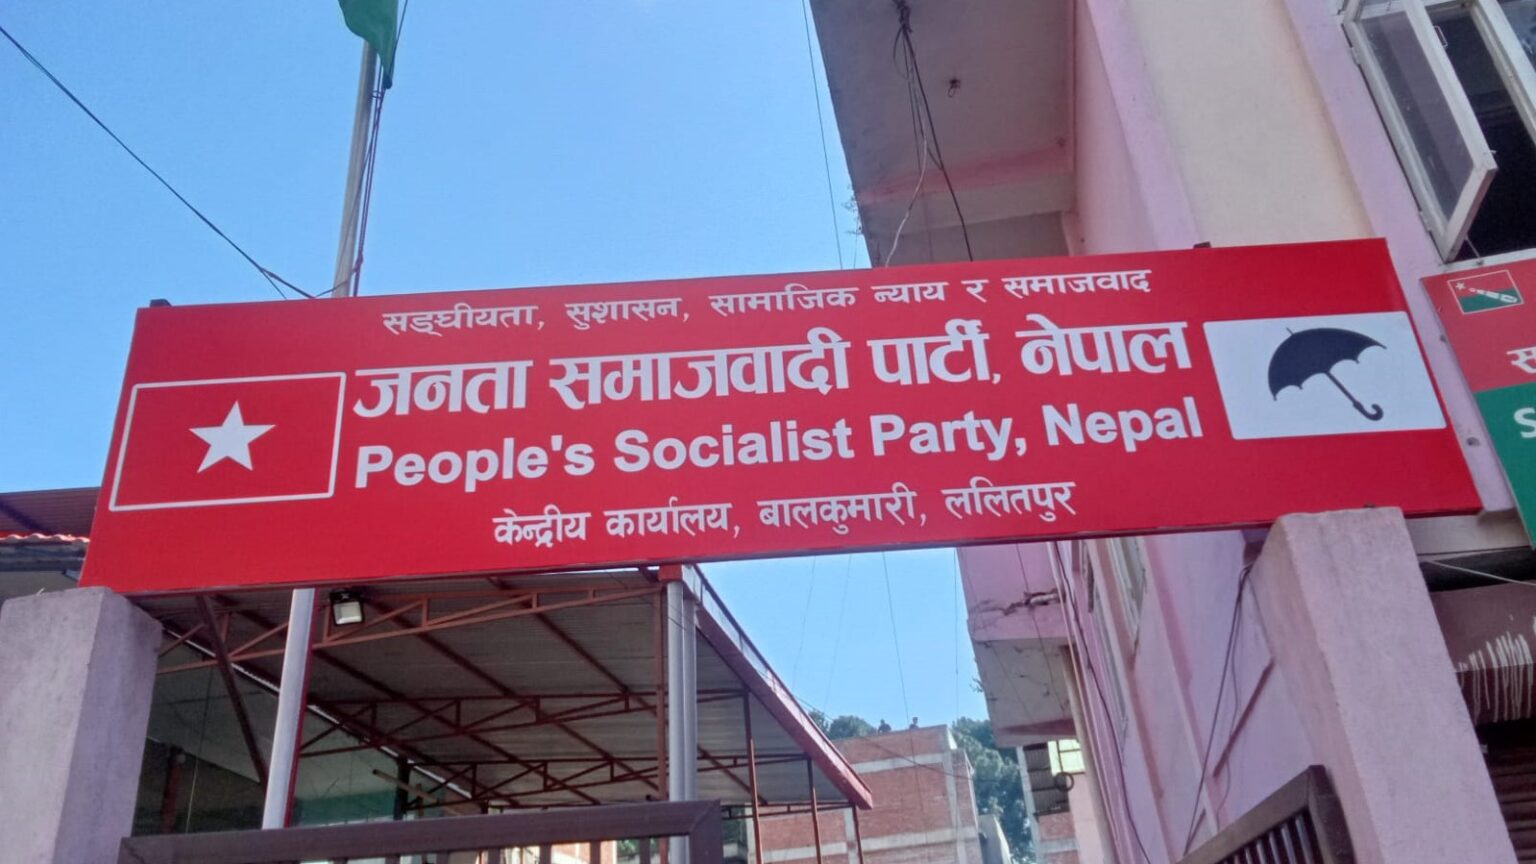 सङ्घीयता, सुशासन, सामाजिक न्याय र समाजवाद
जनता समाजवादी पार्टी, नेपाल
People's Socialist Party, Nepal
केन्द्रीय कार्यालय, बालकुमारी, ललितपुर